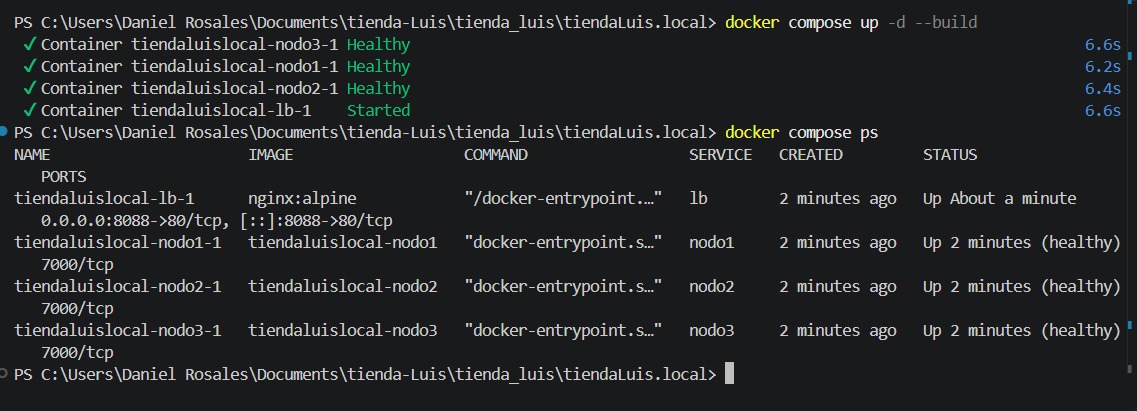 PS C:\Users\Daniel Rosales\Documents\tienda-Luis\tienda_luis\tiendaLuis.local> docker compose up -d --build
✓ Container tiendaluislocal-nodo3-1 Healthy 6.6s
✓ Container tiendaluislocal-nodo1-1 Healthy 6.2s
✓ Container tiendaluislocal-nodo2-1 Healthy 6.4s
✓ Container tiendaluislocal-lb-1 Started 6.6s
PS C:\Users\Daniel Rosales\Documents\tienda-Luis\tienda_luis\tiendaLuis.local> docker compose ps
NAME IMAGE COMMAND SERVICE CREATED STATUS
PORTS
tiendaluislocal-lb-1 nginx:alpine "/docker-entrypoint.…" lb 2 minutes ago Up About a minute
0.0.0.0:8088->80/tcp, [::]:8088->80/tcp
tiendaluislocal-nodo1-1 tiendaluislocal-nodo1 "docker-entrypoint.s…" nodo1 2 minutes ago Up 2 minutes (healthy)
7000/tcp
tiendaluislocal-nodo2-1 tiendaluislocal-nodo2 "docker-entrypoint.s…" nodo2 2 minutes ago Up 2 minutes (healthy)
7000/tcp
tiendaluislocal-nodo3-1 tiendaluislocal-nodo3 "docker-entrypoint.s…" nodo3 2 minutes ago Up 2 minutes (healthy)
7000/tcp
PS C:\Users\Daniel Rosales\Documents\tienda-Luis\tienda_luis\tiendaLuis.local>